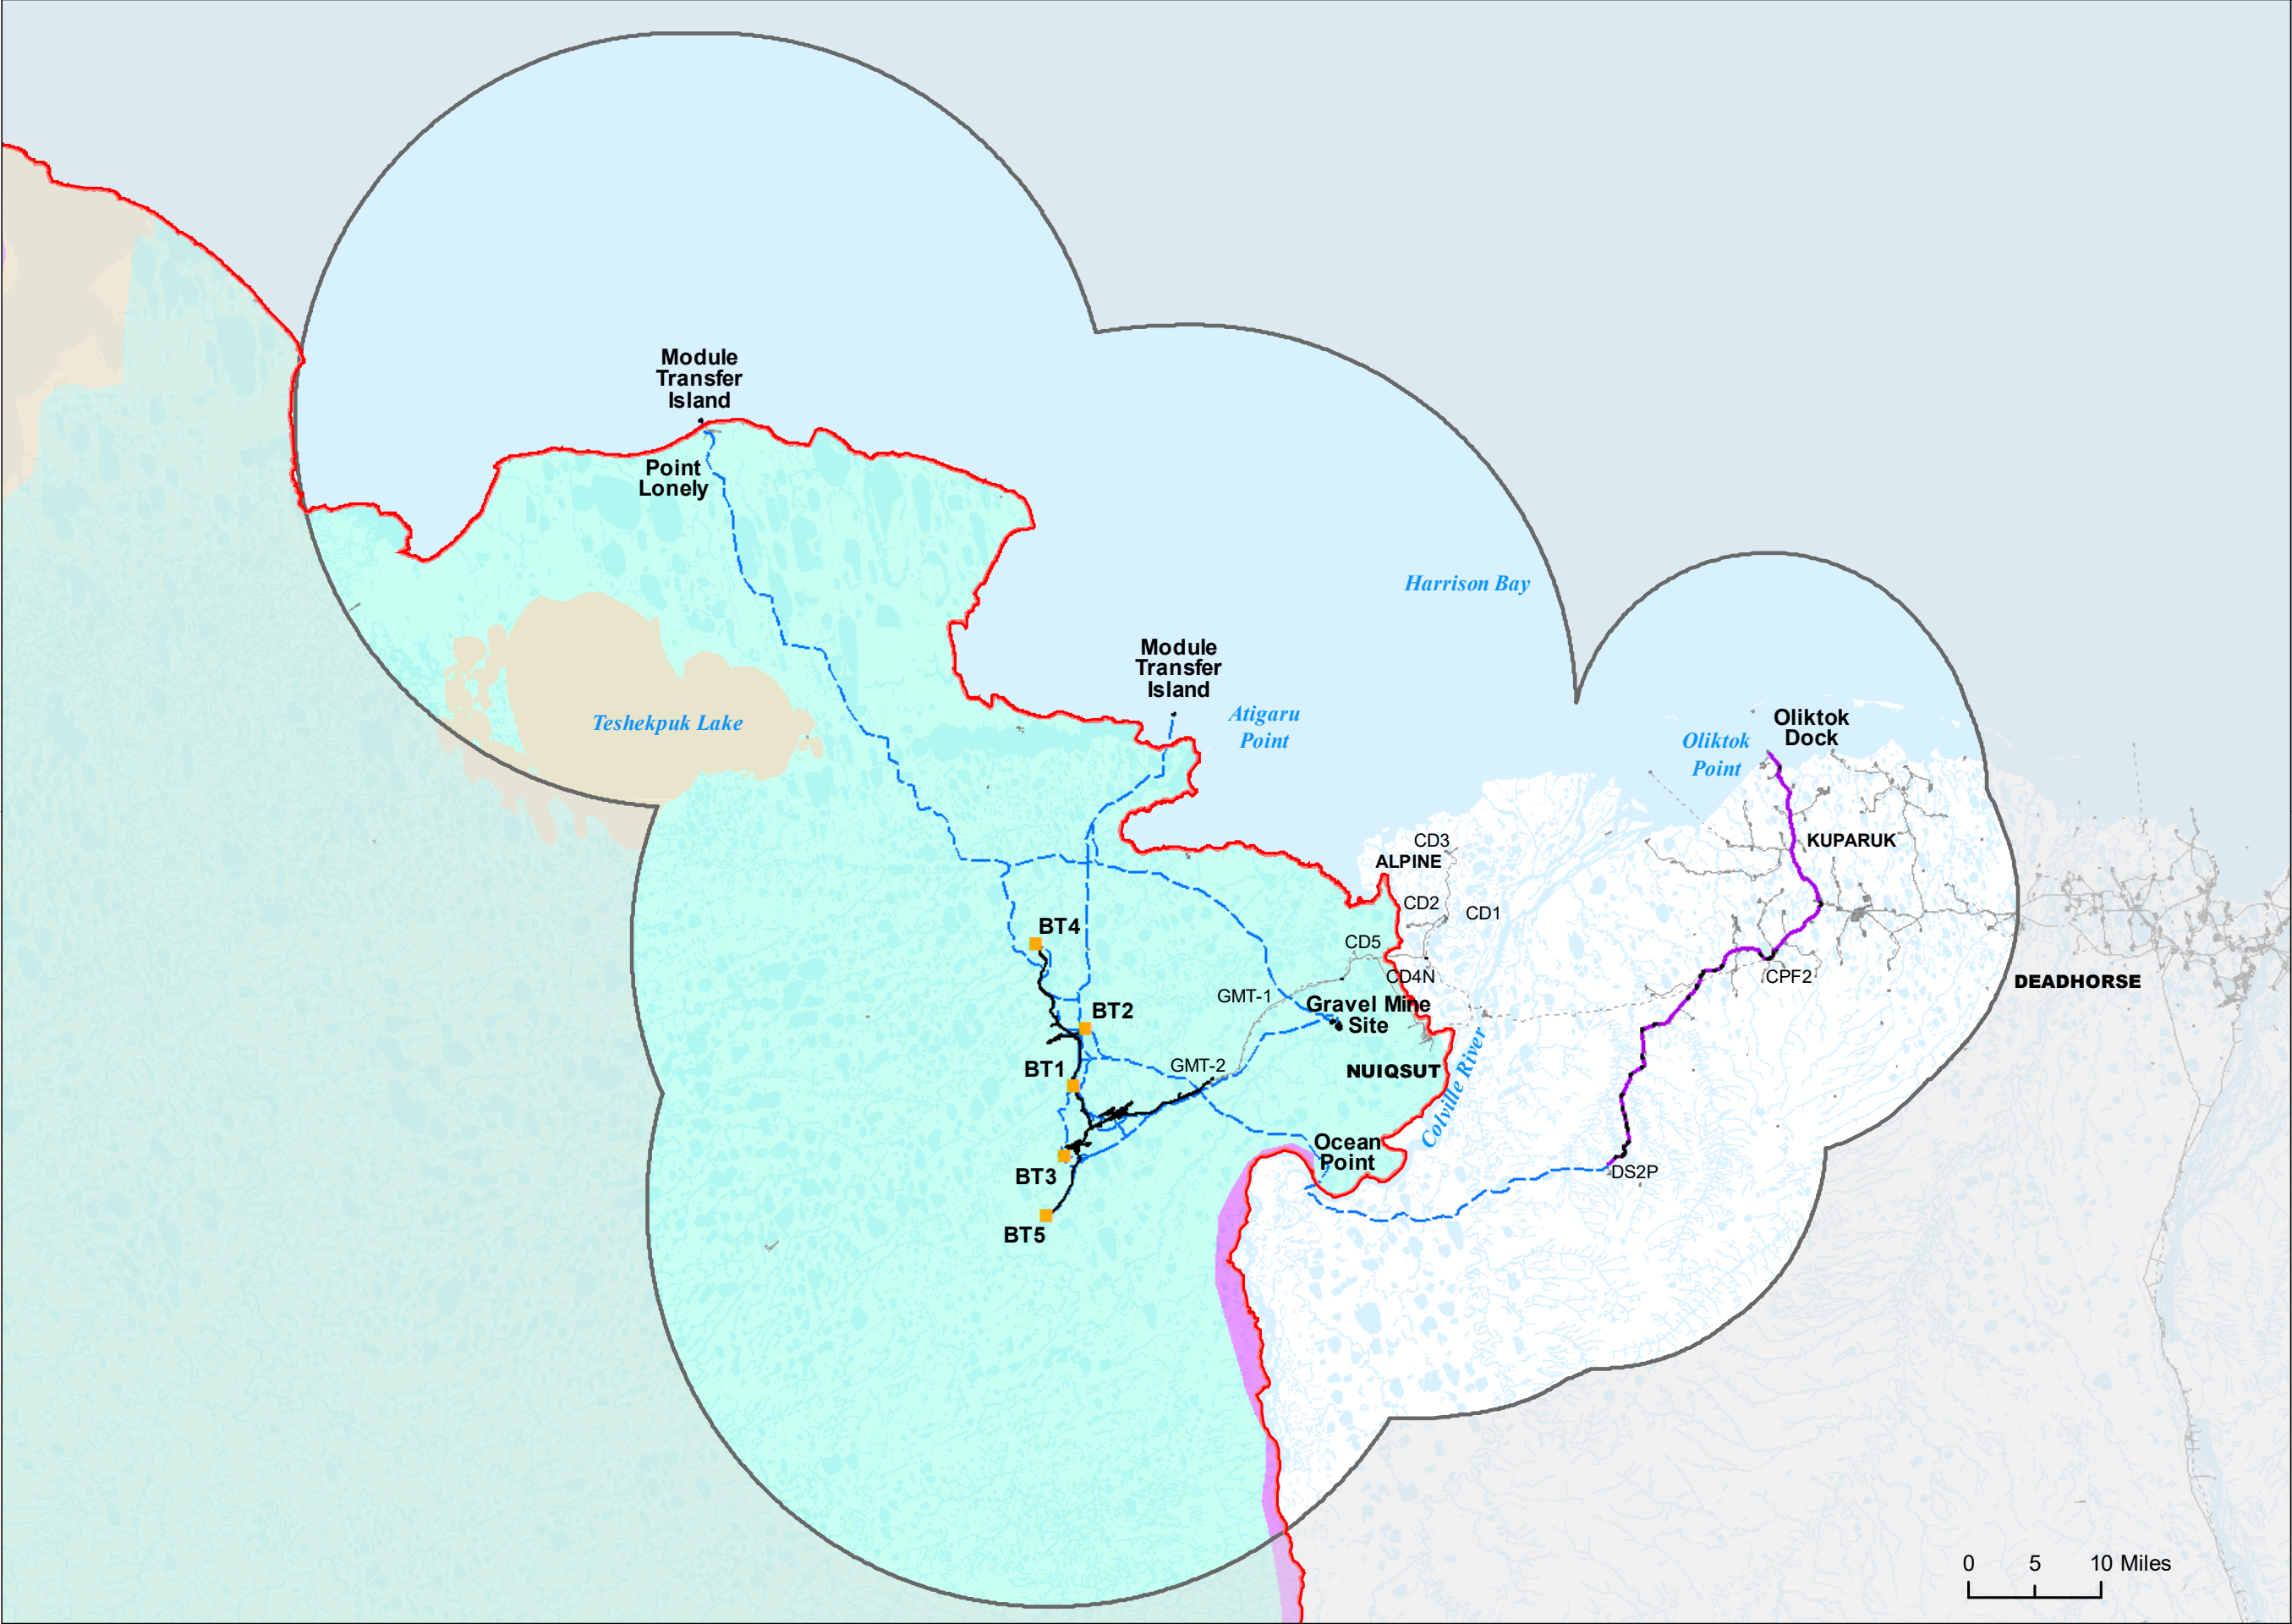 Module
Transfer
Island
Point
Lonely
Harrison Bay
Module
Transfer
Island
Atigaru
Point
Teshekpuk Lake
Oliktok
Dock
Oliktok
Point
KUPARUK
CD3
ALPINE
CD2
CD1
BT4
CD5
CD4N
CPF2
DEADHORSE
GMT-1
Gravel Mine
Site
BT2
BT1
GMT-2
NUIQSUT
Colville River
Ocean
Point
BT3
DS2P
BT5
0 5 10 Miles